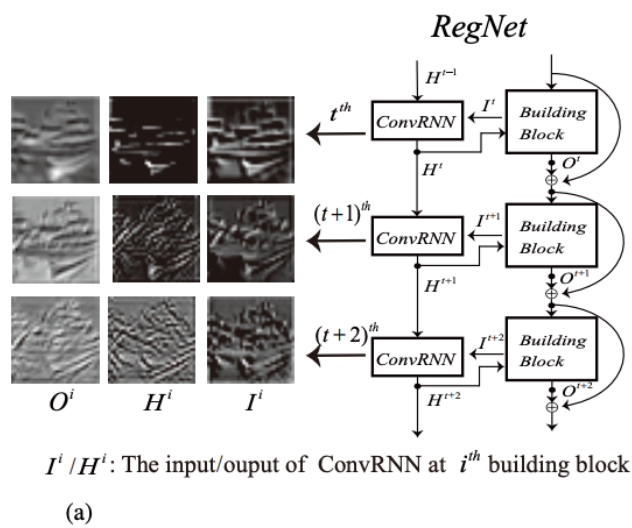 RegNet
H^{t-1}
I^t
Building
Block
ConvRNN
t^{th}
O^t
H^t
(t+1)^{th}
I^{t+1}
Building
Block
ConvRNN
O^{t+1}
H^{t+1}
(t+2)^{th}
I^{t+2}
Building
Block
ConvRNN
O^{t+2}
H^{t+2}
O^i H^i I^i
I^i /H^i: The input/ouput of ConvRNN at i^{th} building block
(a)